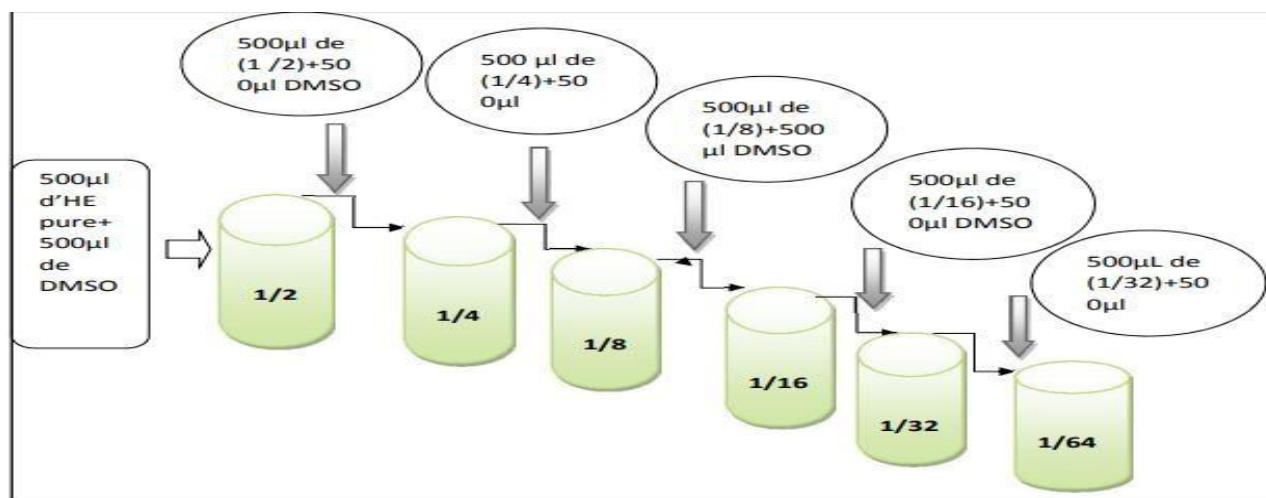 500µl
d'HE
pure+
500µl
de
DMSO
500µl de
(1 /2)+50
0µl DMSO
500 µl de
(1/4)+50
0µl
500µl de
(1/8)+500
µl DMSO
500µl de
(1/16)+50
0µl DMSO
500µL de
(1/32)+50
0µl
1/2
1/4
1/8
1/16
1/32
1/64